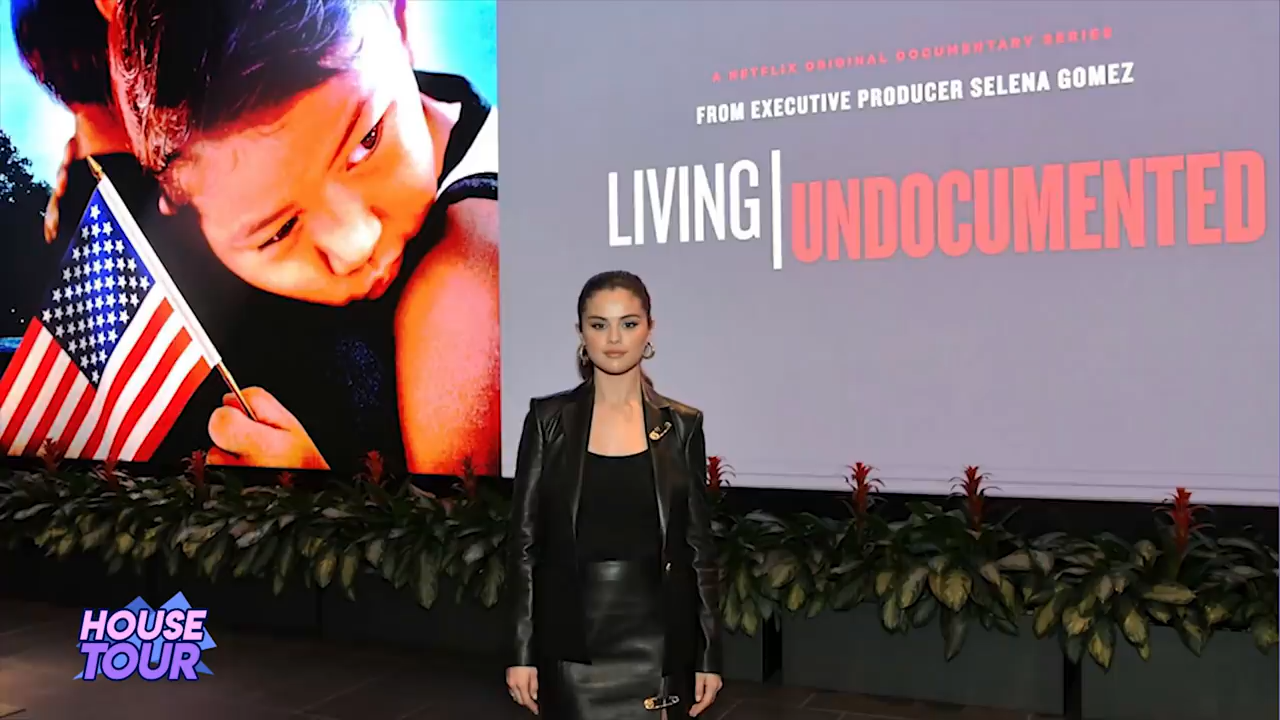 A NETFLIX ORIGINAL DOCUMENTARY SERIES
FROM EXECUTIVE PRODUCER SELENA GOMEZ
LIVING | UNDOCUMENTED
HOUSE
TOUR